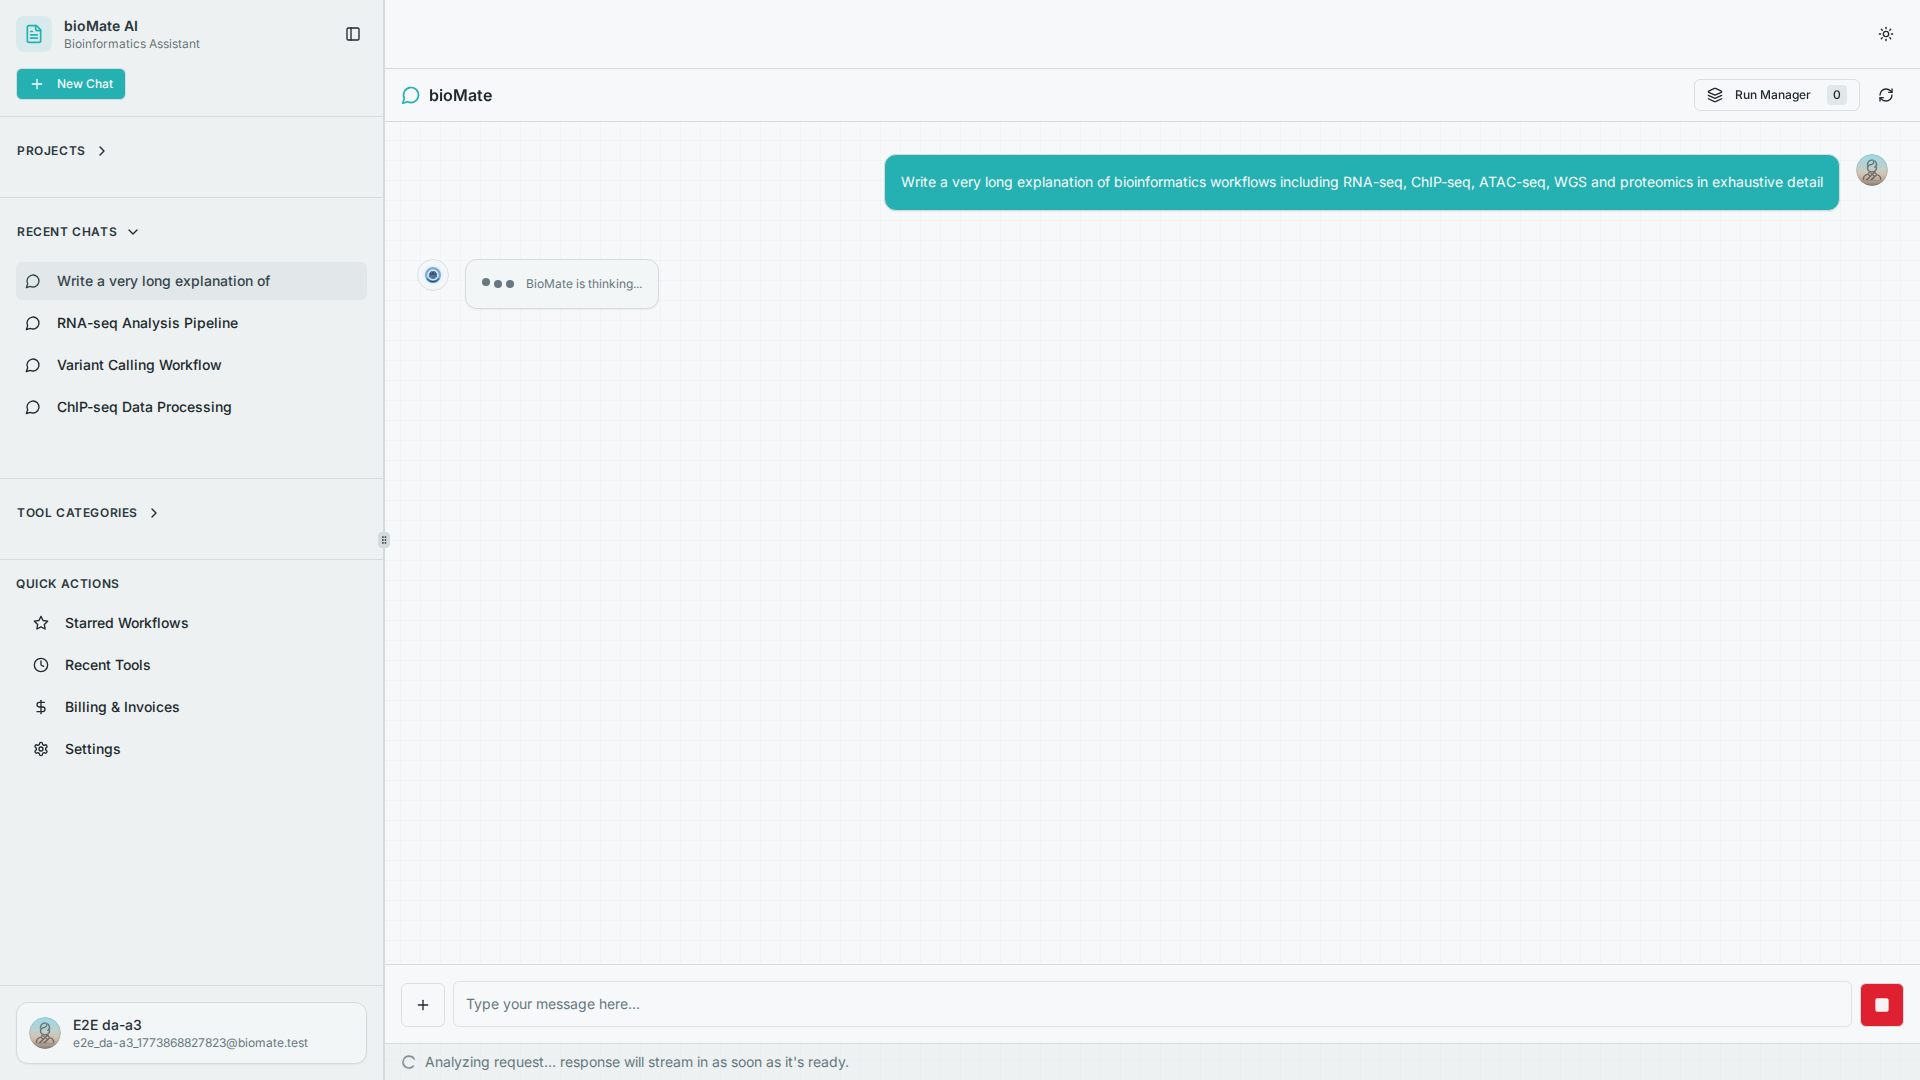 bioMate AI
Bioinformatics Assistant
New Chat
PROJECTS
RECENT CHATS
Write a very long explanation of
RNA-seq Analysis Pipeline
Variant Calling Workflow
ChIP-seq Data Processing
TOOL CATEGORIES
QUICK ACTIONS
Starred Workflows
Recent Tools
Billing & Invoices
Settings
E2E da-a3
e2e_da-a3_1773868827823@biomate.test
bioMate
Run Manager 0
Write a very long explanation of bioinformatics workflows including RNA-seq, ChIP-seq, ATAC-seq, WGS and proteomics in exhaustive detail
BioMate is thinking...
Type your message here...
Analyzing request... response will stream in as soon as it's ready.